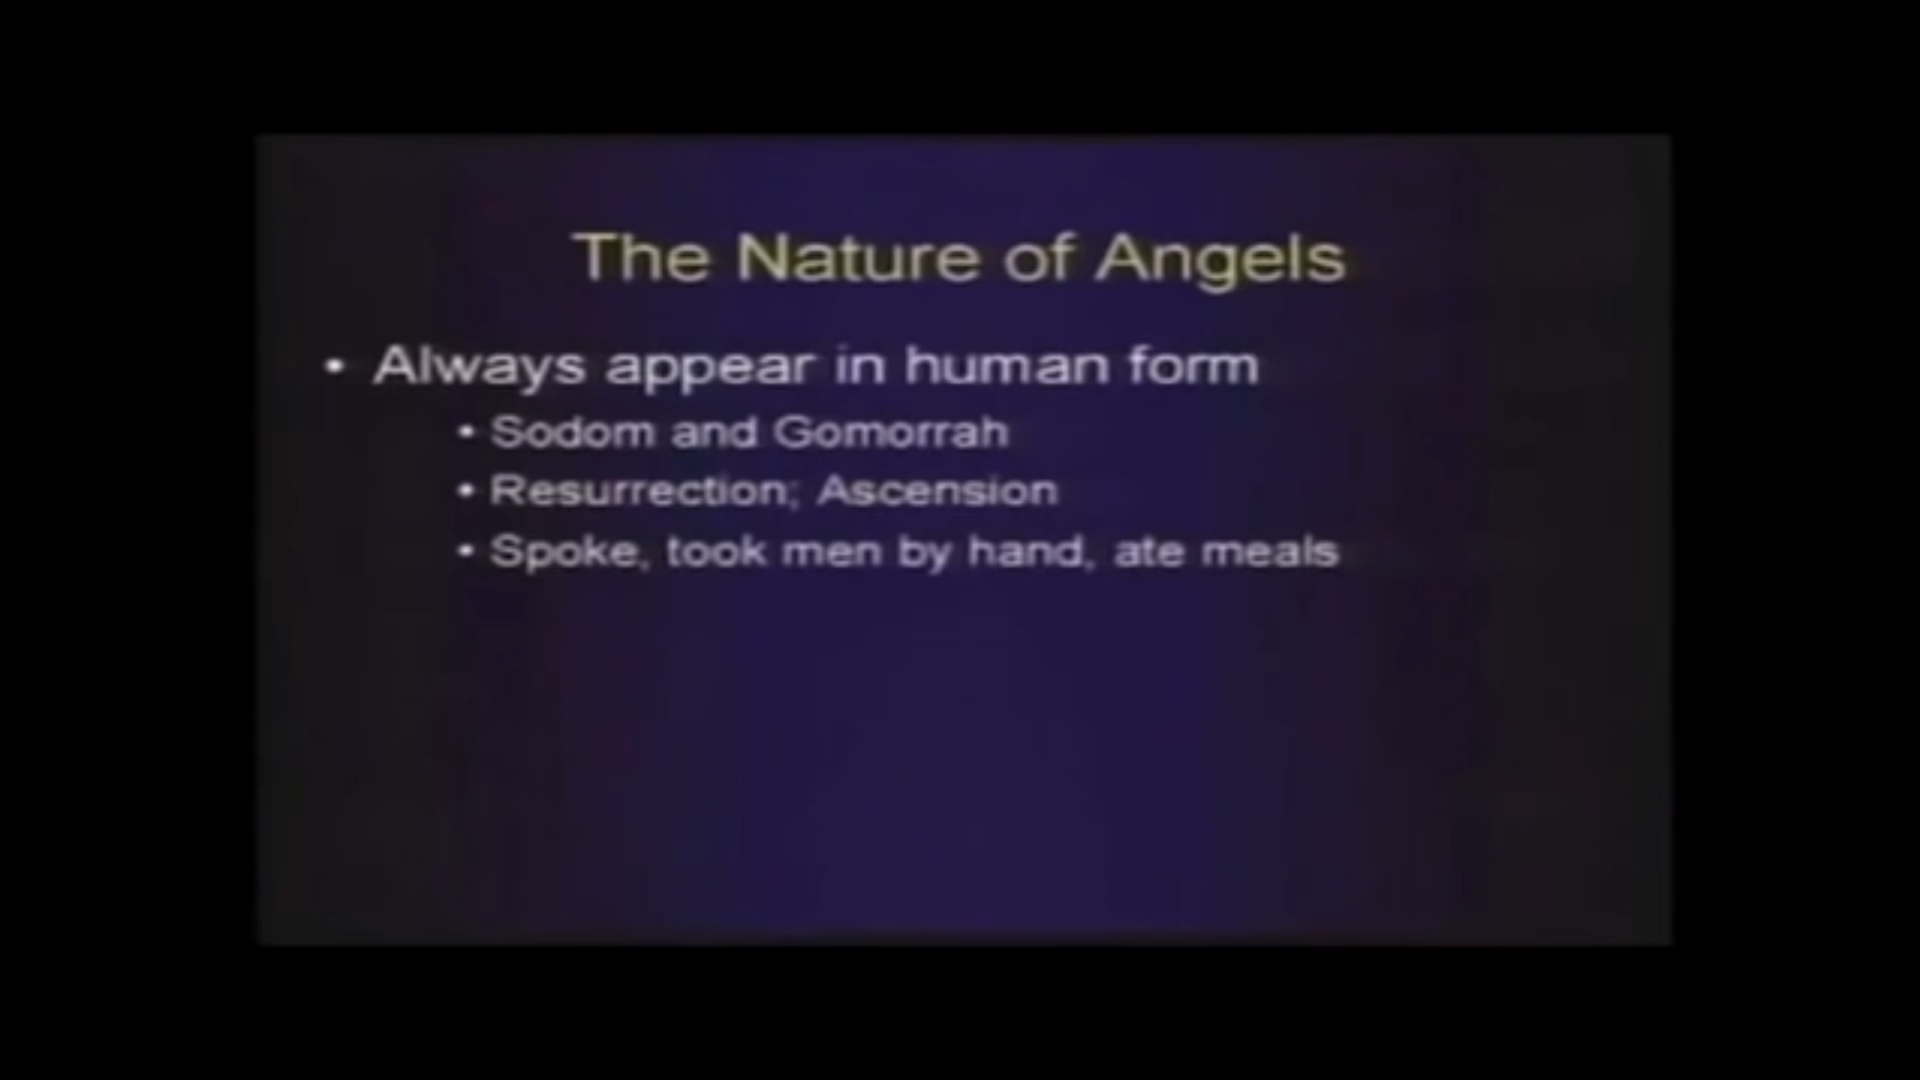 The Nature of Angels
• Always appear in human form
• Sodom and Gomorrah
• Resurrection; Ascension
• Spoke, took men by hand, ate meals